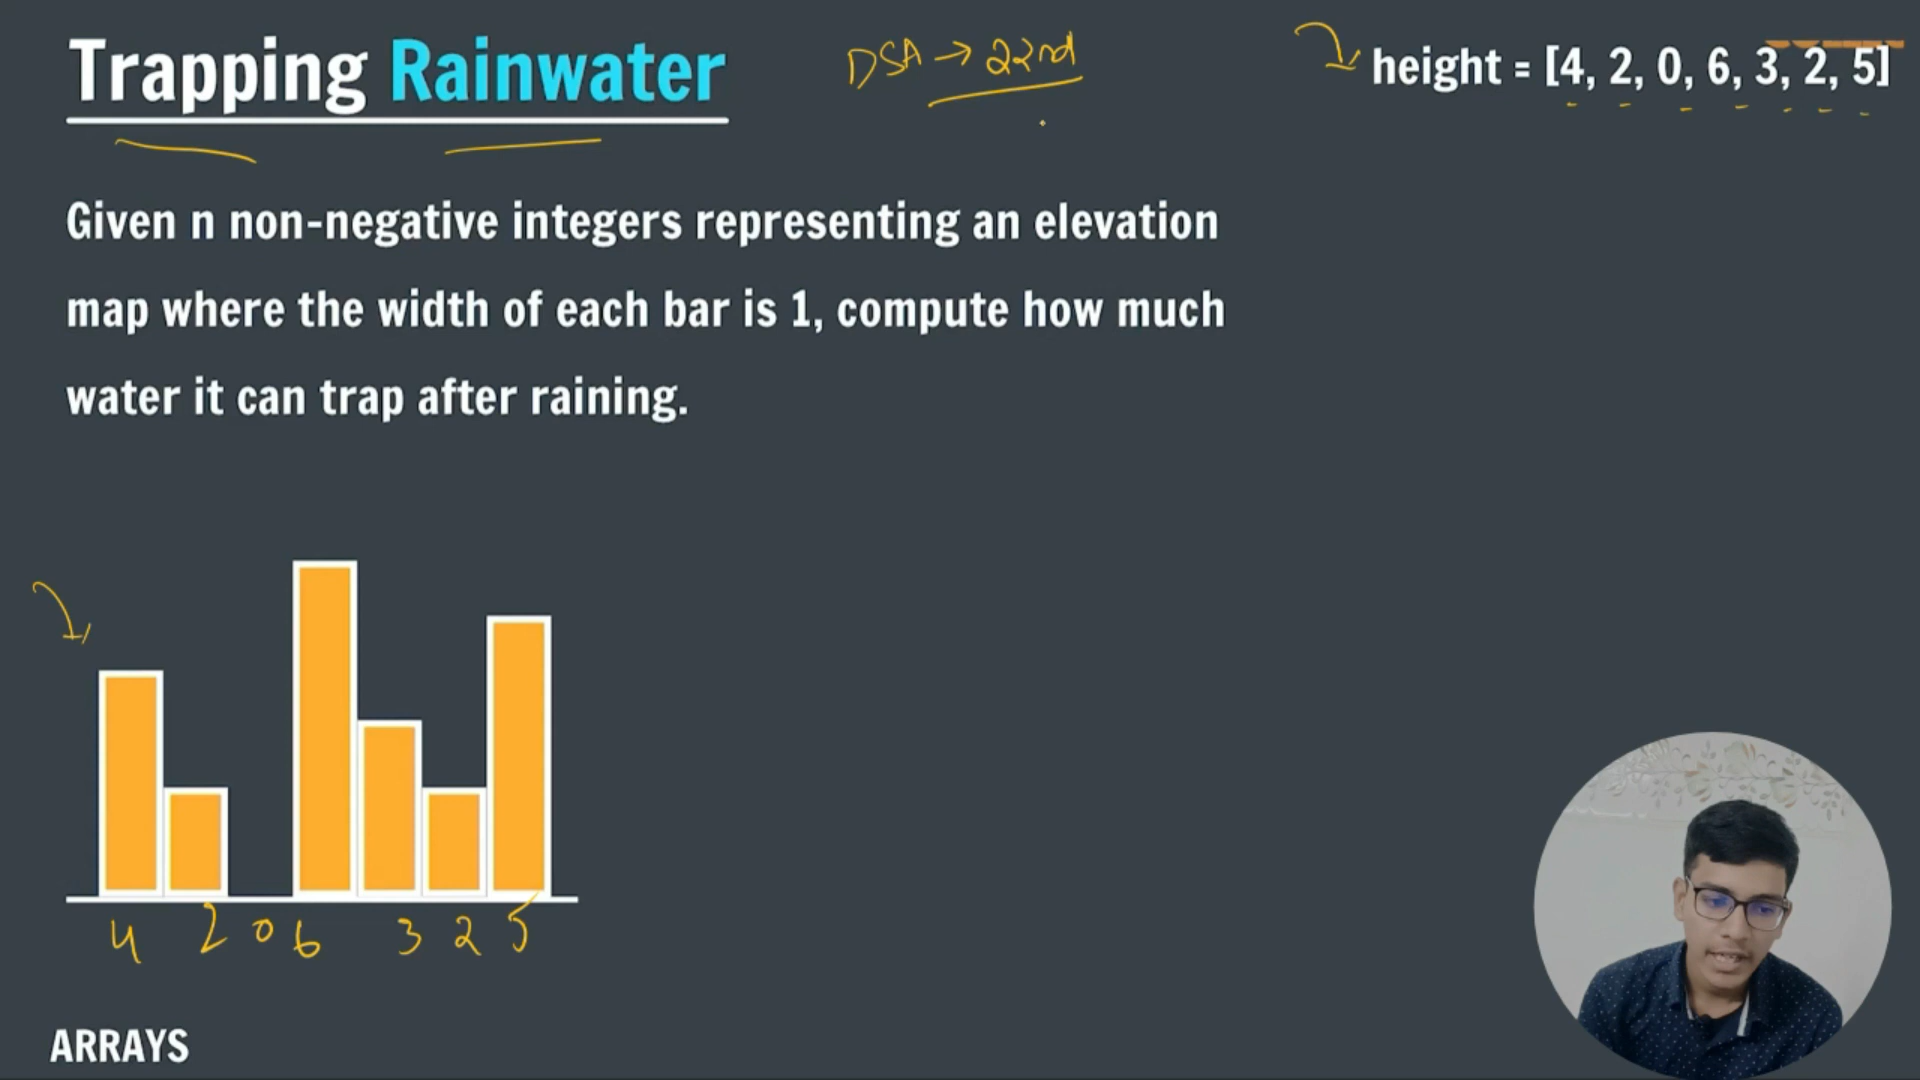 Trapping Rainwater
DSA → 22nd
height = [4, 2, 0, 6, 3, 2, 5]
Given n non-negative integers representing an elevation
map where the width of each bar is 1, compute how much
water it can trap after raining.
4 2 0 6 3 2 5
ARRAYS